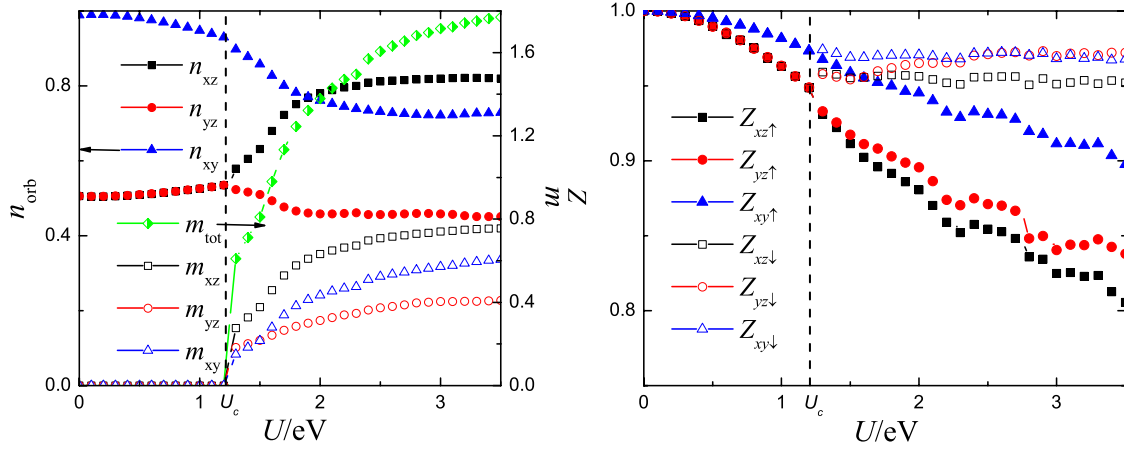 0.8
0.4
0.0
n_orb
n_xz
n_yz
n_xy
m_tot
m_xz
m_yz
m_xy
1.6
1.2
0.8
0.4
0.0
m
0
1
U_c
2
3
U/eV
1.0
0.9
0.8
Z
Z_xz↑
Z_yz↑
Z_xy↑
Z_xz↓
Z_yz↓
Z_xy↓
0
1
U_c
2
3
U/eV